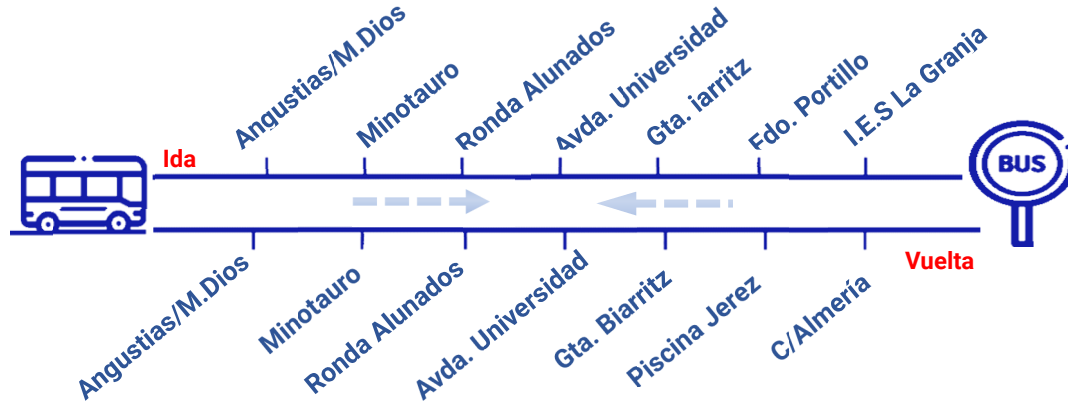 Ida
Angustias/M.Dios
Minotauro
Ronda Alunados
Avda. Universidad
Gta. iarritz
Fdo. Portillo
I.E.S La Granja
BUS
Vuelta
Angustias/M.Dios
Minotauro
Ronda Alunados
Avda. Universidad
Gta. Biarritz
Piscina Jerez
C/Almería